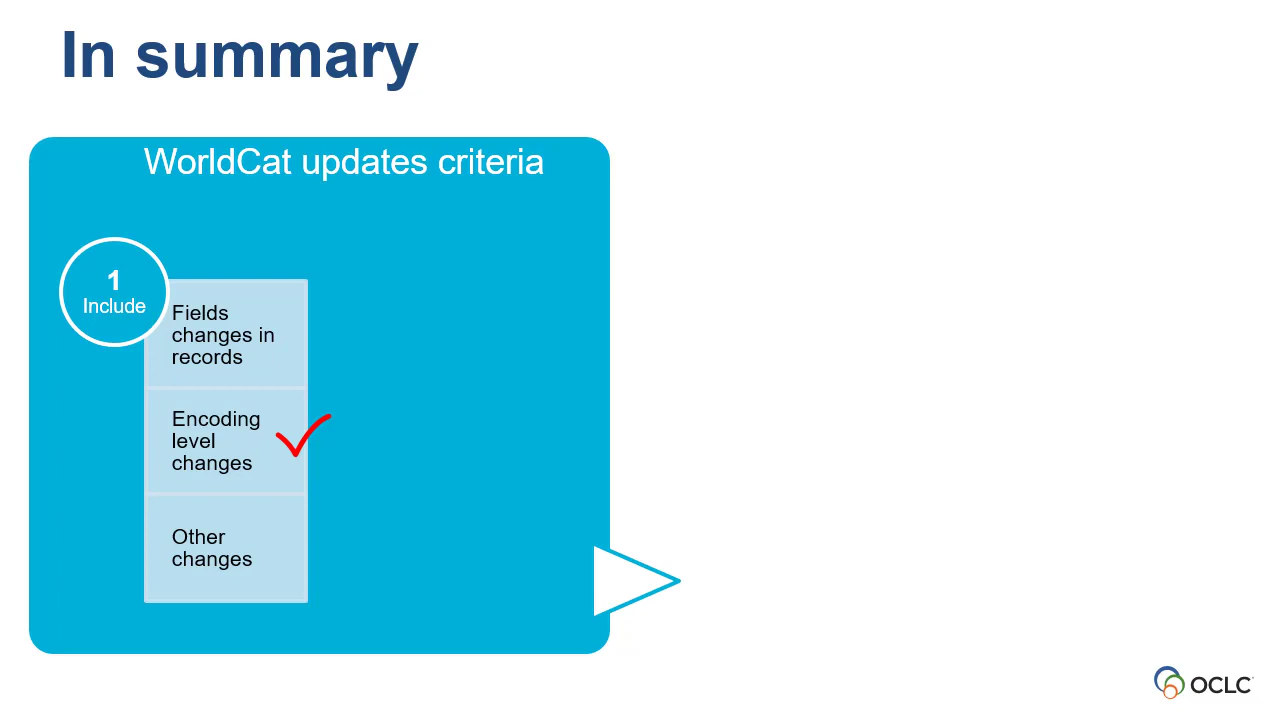 In summary
WorldCat updates criteria
1
Include
Fields
changes in
records
Encoding
level
changes
Other
changes
OCLC